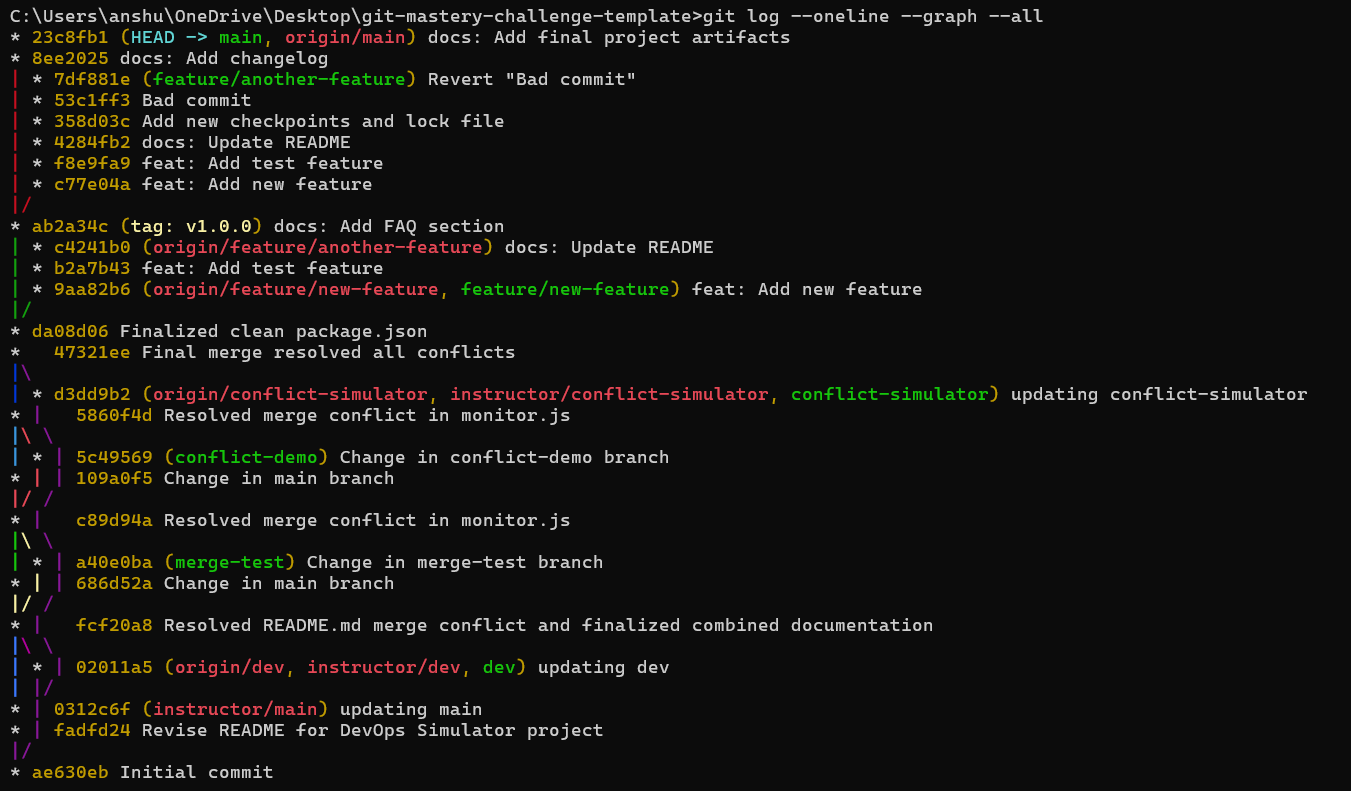 C:\Users\anshu\OneDrive\Desktop\git-mastery-challenge-template>git log --oneline --graph --all
* 23c8fb1 (HEAD -> main, origin/main) docs: Add final project artifacts
* 8ee2025 docs: Add changelog
| * 7df881e (feature/another-feature) Revert "Bad commit"
| * 53c1ff3 Bad commit
| * 358d03c Add new checkpoints and lock file
| * 4284fb2 docs: Update README
| * f8e9fa9 feat: Add test feature
| * c77e04a feat: Add new feature
|/
* ab2a34c (tag: v1.0.0) docs: Add FAQ section
| * c4241b0 (origin/feature/another-feature) docs: Update README
| * b2a7b43 feat: Add test feature
| * 9aa82b6 (origin/feature/new-feature, feature/new-feature) feat: Add new feature
|/
* da08d06 Finalized clean package.json
*   47321ee Final merge resolved all conflicts
|\
| * d3dd9b2 (origin/conflict-simulator, instructor/conflict-simulator, conflict-simulator) updating conflict-simulator
* |   5860f4d Resolved merge conflict in monitor.js
|\ \
| * | 5c49569 (conflict-demo) Change in conflict-demo branch
* | | 109a0f5 Change in main branch
|/ /
* |   c89d94a Resolved merge conflict in monitor.js
|\ \
| * | a40e0ba (merge-test) Change in merge-test branch
* | | 686d52a Change in main branch
|/ /
* |   fcf20a8 Resolved README.md merge conflict and finalized combined documentation
|\ \
| * | 02011a5 (origin/dev, instructor/dev, dev) updating dev
| |/
* | 0312c6f (instructor/main) updating main
* | fadfd24 Revise README for DevOps Simulator project
|/
* ae630eb Initial commit